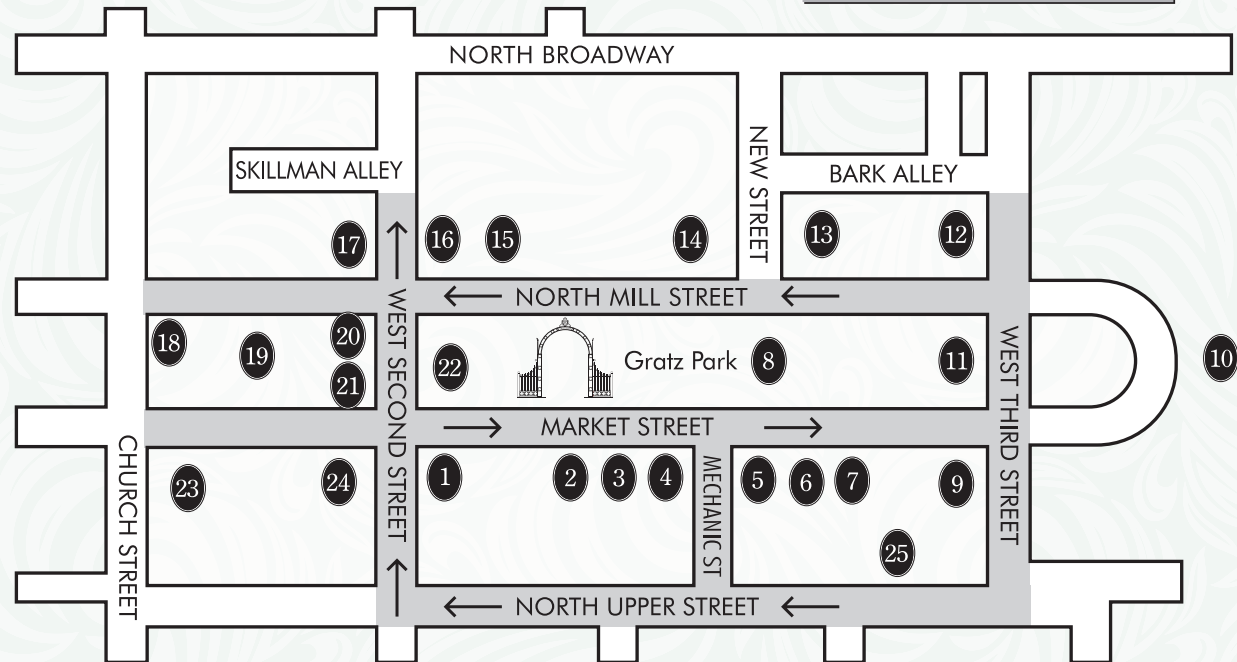 NORTH BROADWAY
SKILLMAN ALLEY
NEW STREET
BARK ALLEY
17
16
15
14
13
12
NORTH MILL STREET
WEST SECOND STREET
WEST THIRD STREET
18
19
20
21
22
Gratz Park
8
11
10
MARKET STREET
CHURCH STREET
MECHANIC ST
23
24
1
2
3
4
5
6
7
9
25
NORTH UPPER STREET